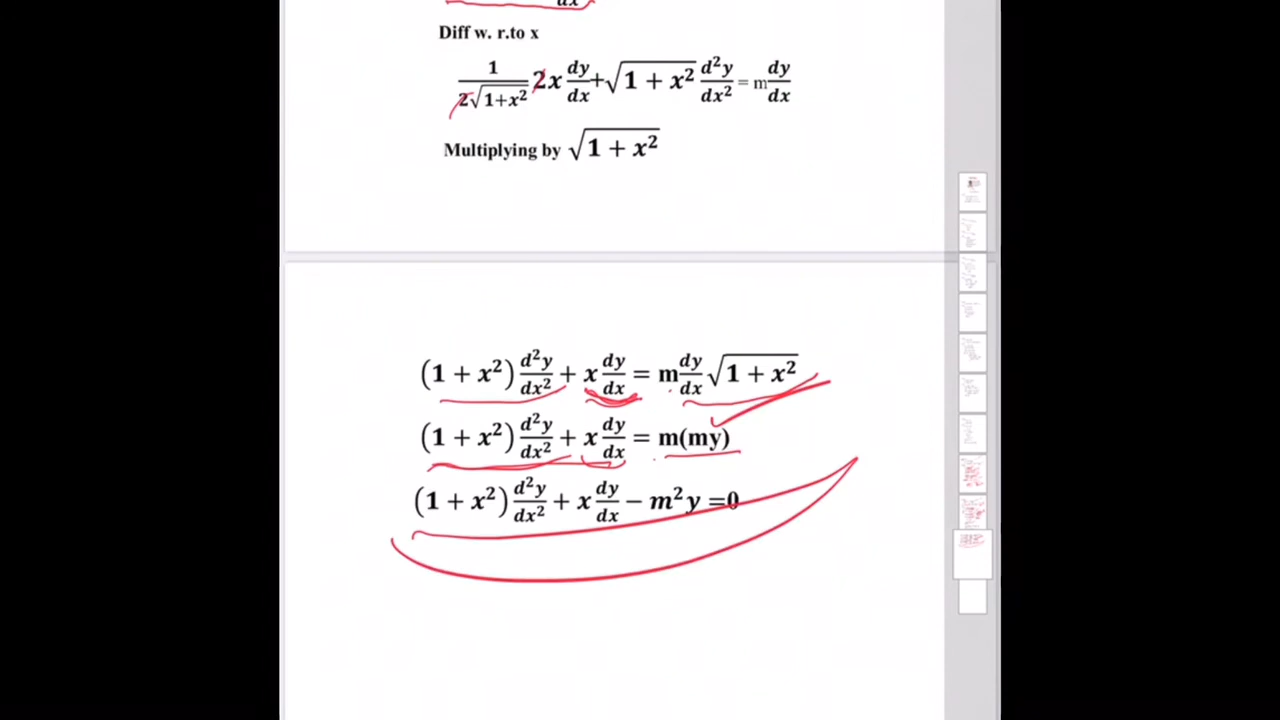 dx
Diff w. r.to x
1/(2√(1+x²)) 2x dy/dx+√(1 + x²) d²y/dx² = m dy/dx
Multiplying by √(1 + x²)
(1 + x²) d²y/dx² + x dy/dx = m dy/dx √(1 + x²)
(1 + x²) d²y/dx² + x dy/dx = m(my)
(1 + x²) d²y/dx² + x dy/dx − m²y =0